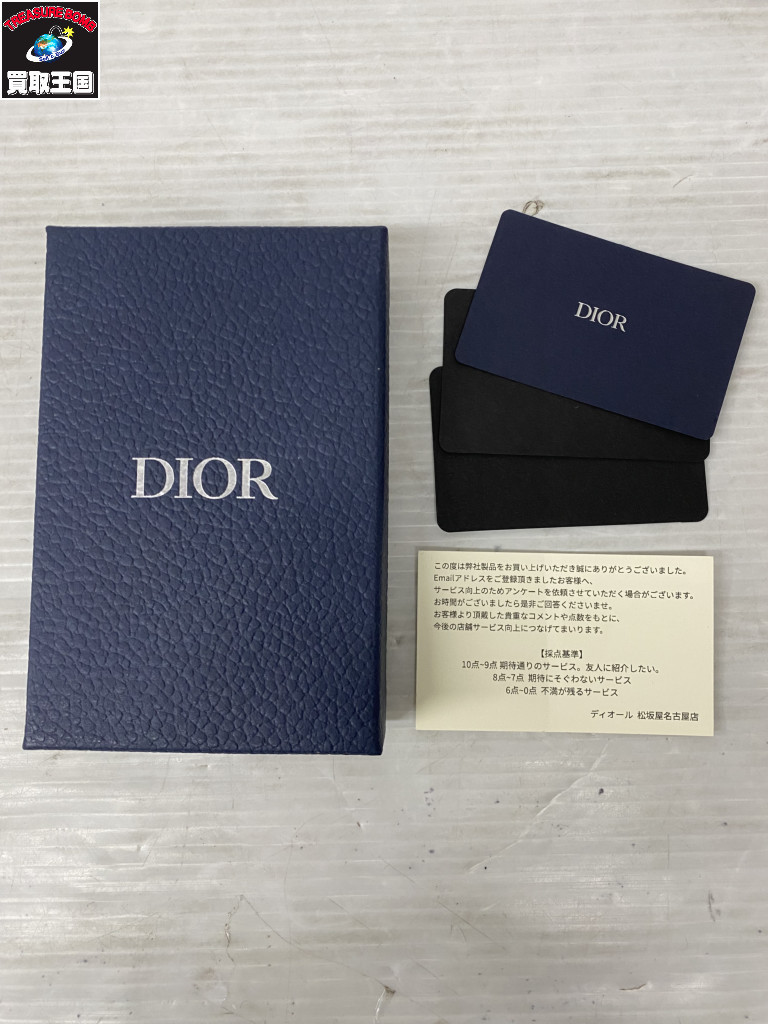 TREASURE BOMB
買取王国
DIOR
DIOR
この度は弊社製品をお買い上げいただき誠にありがとうございました。
Emailアドレスをご登録頂きましたお客様へ、
サービス向上のためアンケートを依頼させていただく場合がございます。
お時間がございましたら是非ご回答くださいませ。
お客様より頂戴した貴重なコメントや点数をもとに、
今後の店舗サービス向上につなげてまいります。
【採点基準】
10点~9点 期待通りのサービス。友人に紹介したい。
8点~7点 期待にそぐわないサービス
6点~0点 不満が残るサービス
ディオール 松坂屋名古屋店